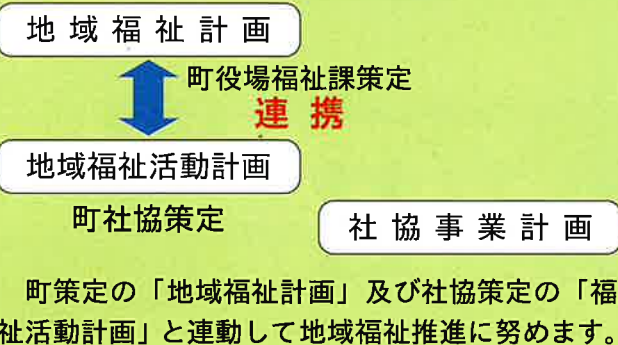 地域福祉計画
町役場福祉課策定
連携
地域福祉活動計画
町社協策定
社協事業計画
町策定の「地域福祉計画」及び社協策定の「福
祉活動計画」と連動して地域福祉推進に努めます。